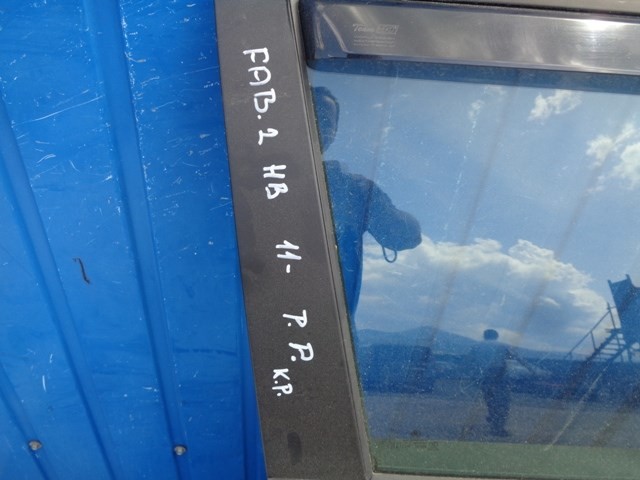 FAB. 2 HB 11- P. P.
K.P.